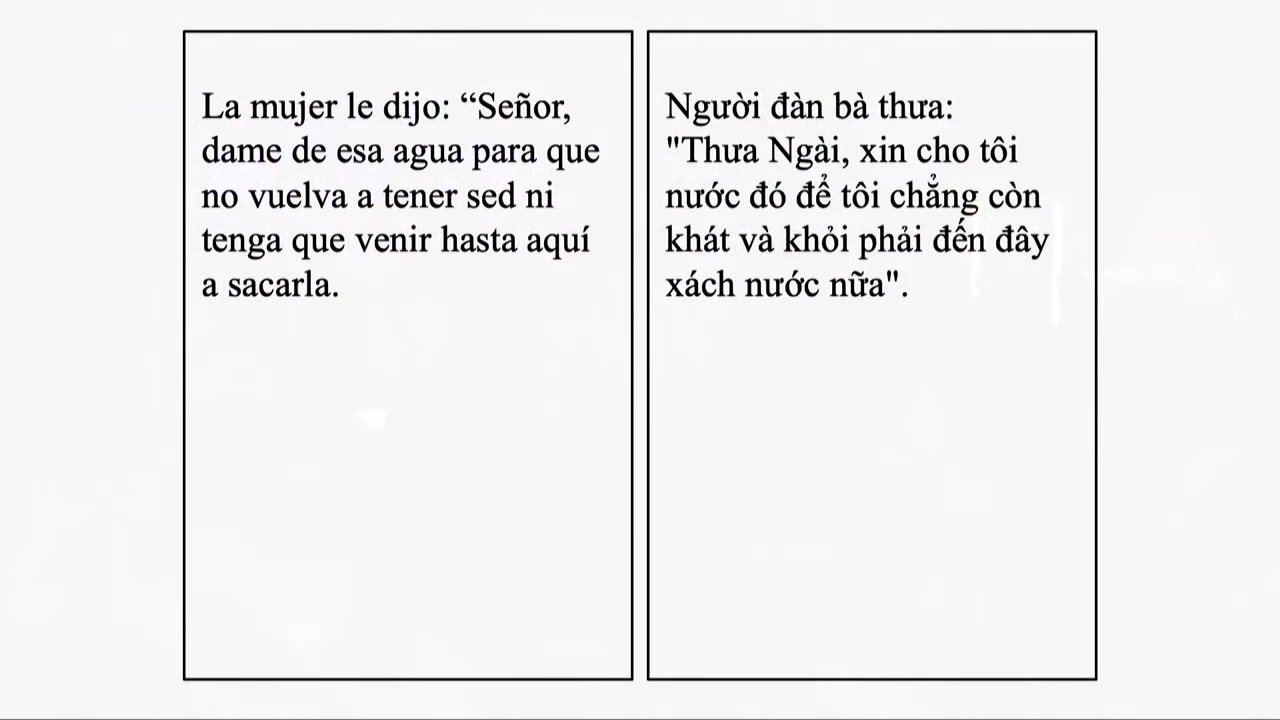 La mujer le dijo: “Señor,
dame de esa agua para que
no vuelva a tener sed ni
tenga que venir hasta aquí
a sacarla.
Người đàn bà thưa:
"Thưa Ngài, xin cho tôi
nước đó để tôi chẳng còn
khát và khỏi phải đến đây
xách nước nữa".